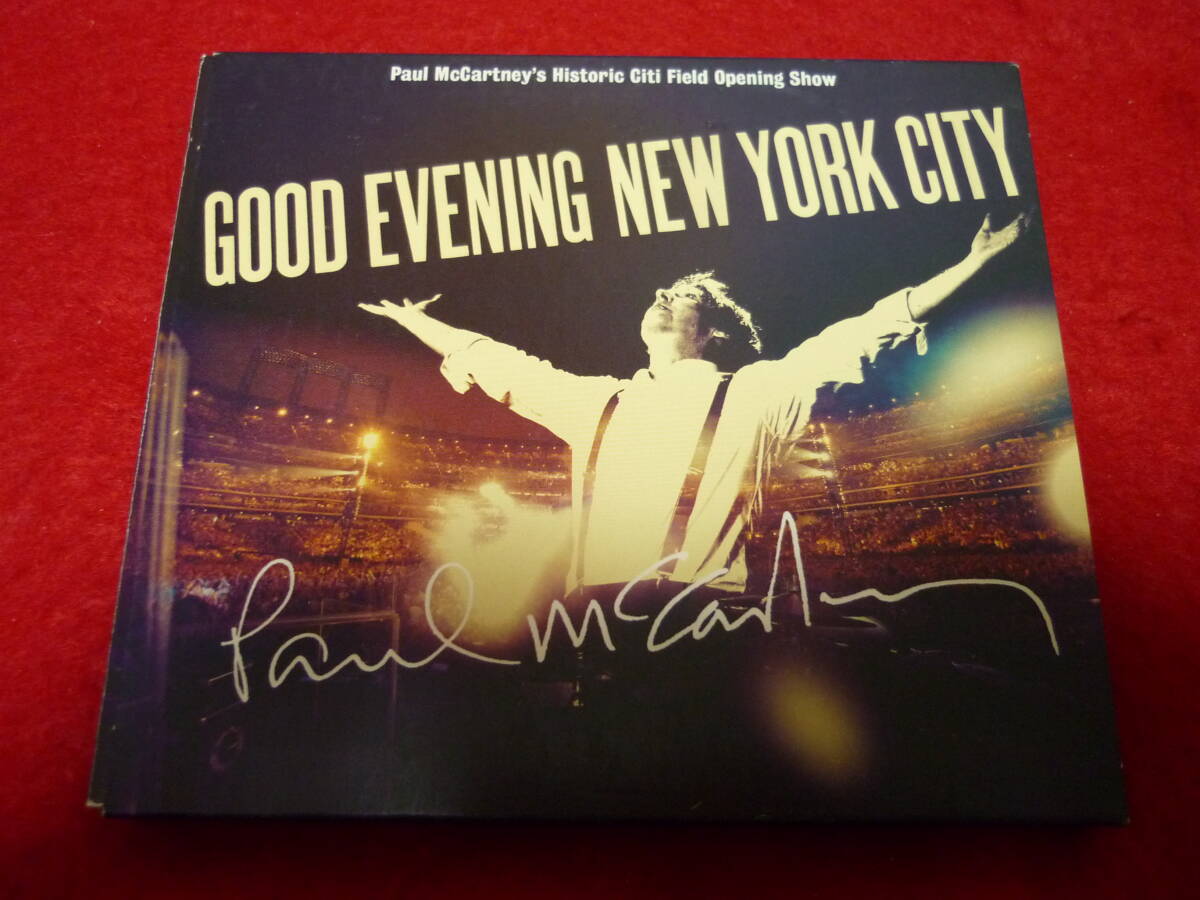 Paul McCartney's Historic Citi Field Opening Show
GOOD EVENING NEW YORK CITY
Paul McCartney